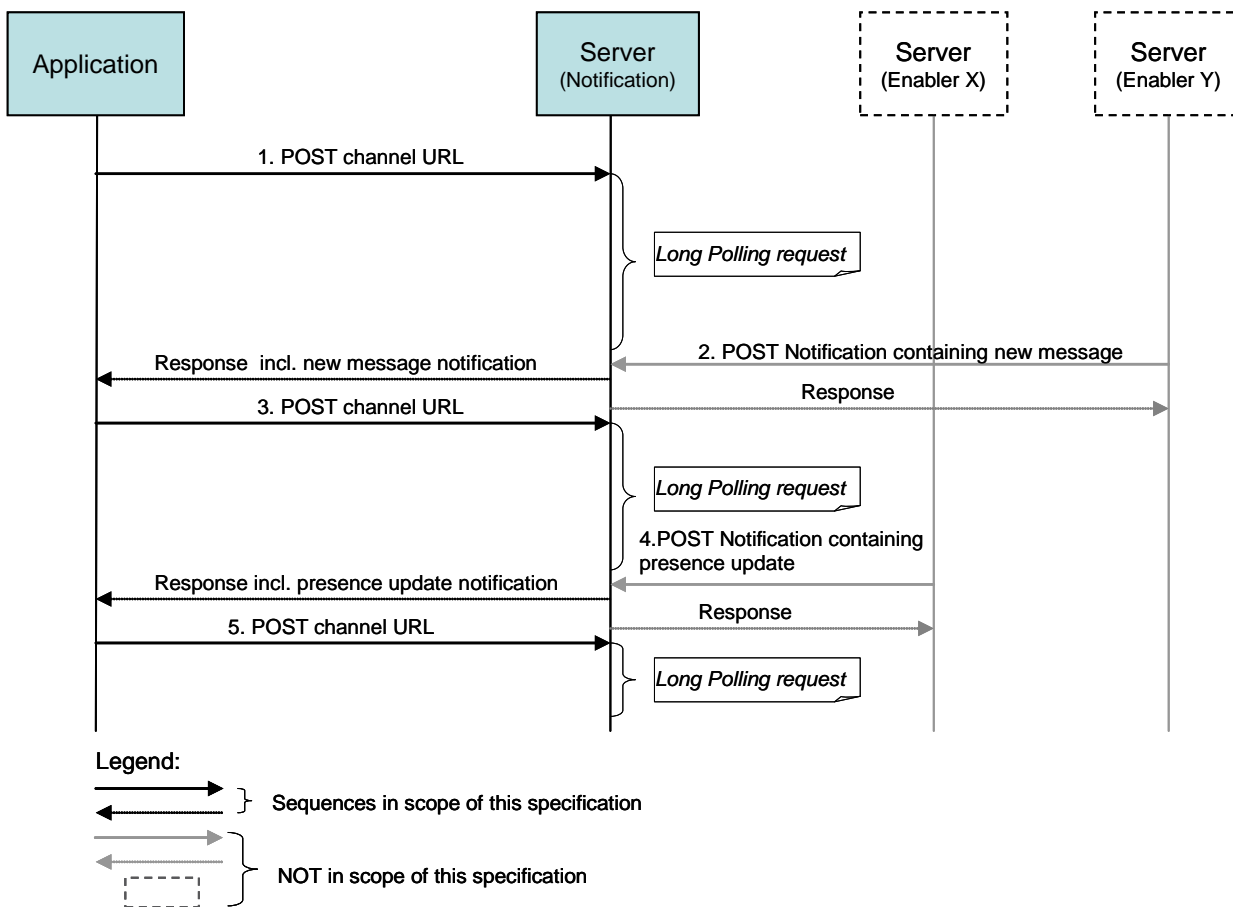 Application
Server
(Notification)
Server
(Enabler X)
Server
(Enabler Y)
1. POST channel URL
Long Polling request
2. POST Notification containing new message
Response incl. new message notification
Response
3. POST channel URL
Long Polling request
4.POST Notification containing
presence update
Response incl. presence update notification
Response
5. POST channel URL
Long Polling request
Legend:
Sequences in scope of this specification
NOT in scope of this specification